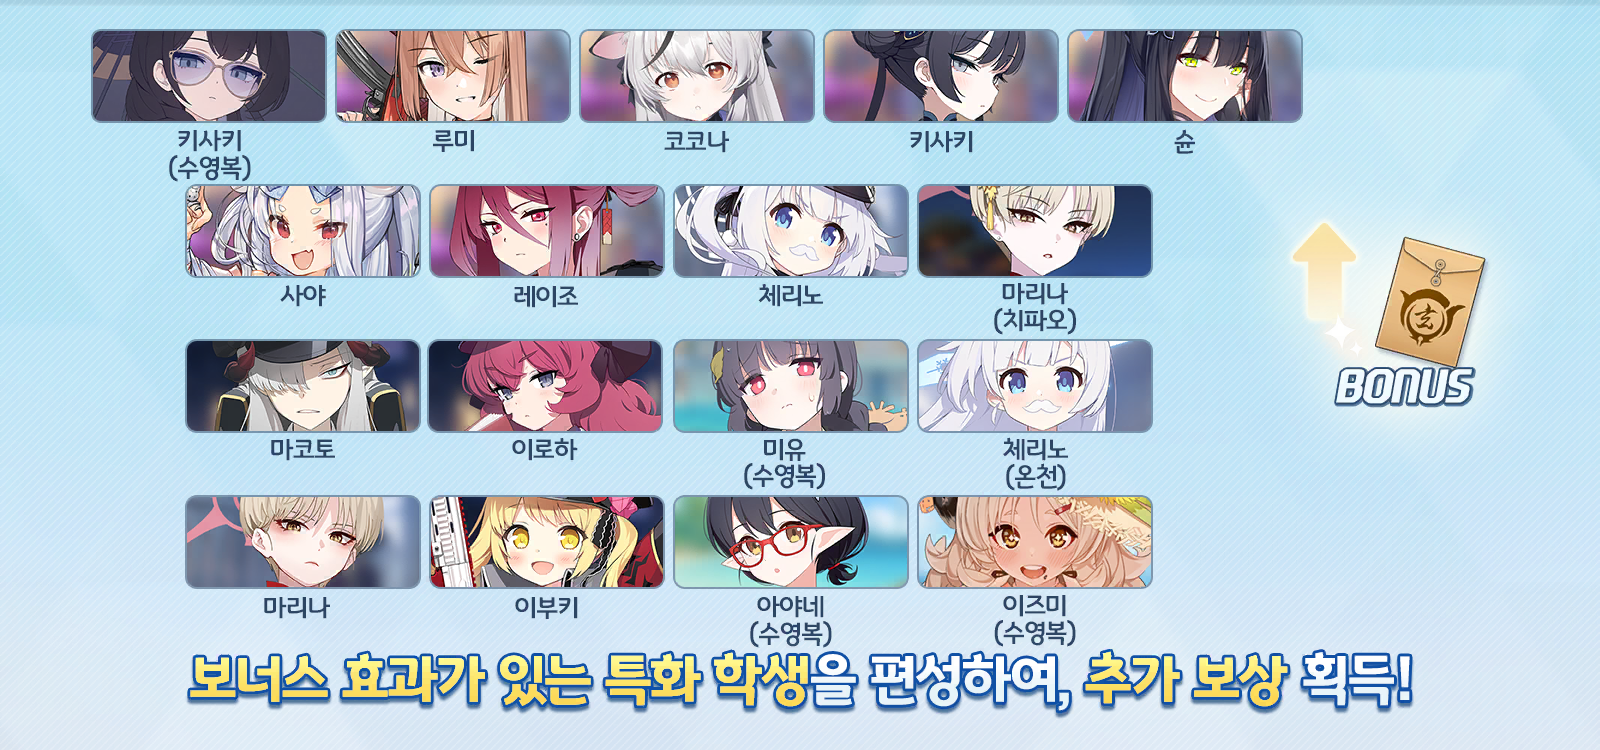 키사키
(수영복)
루미
코코나
키사키
슌
사야
레이조
체리노
마리나
(치파오)
마코토
이로하
미유
(수영복)
체리노
(온천)
마리나
이부키
아야네
(수영복)
이즈미
(수영복)
玄
BONUS
보너스 효과가 있는 특화 학생을 편성하여, 추가 보상 획득!